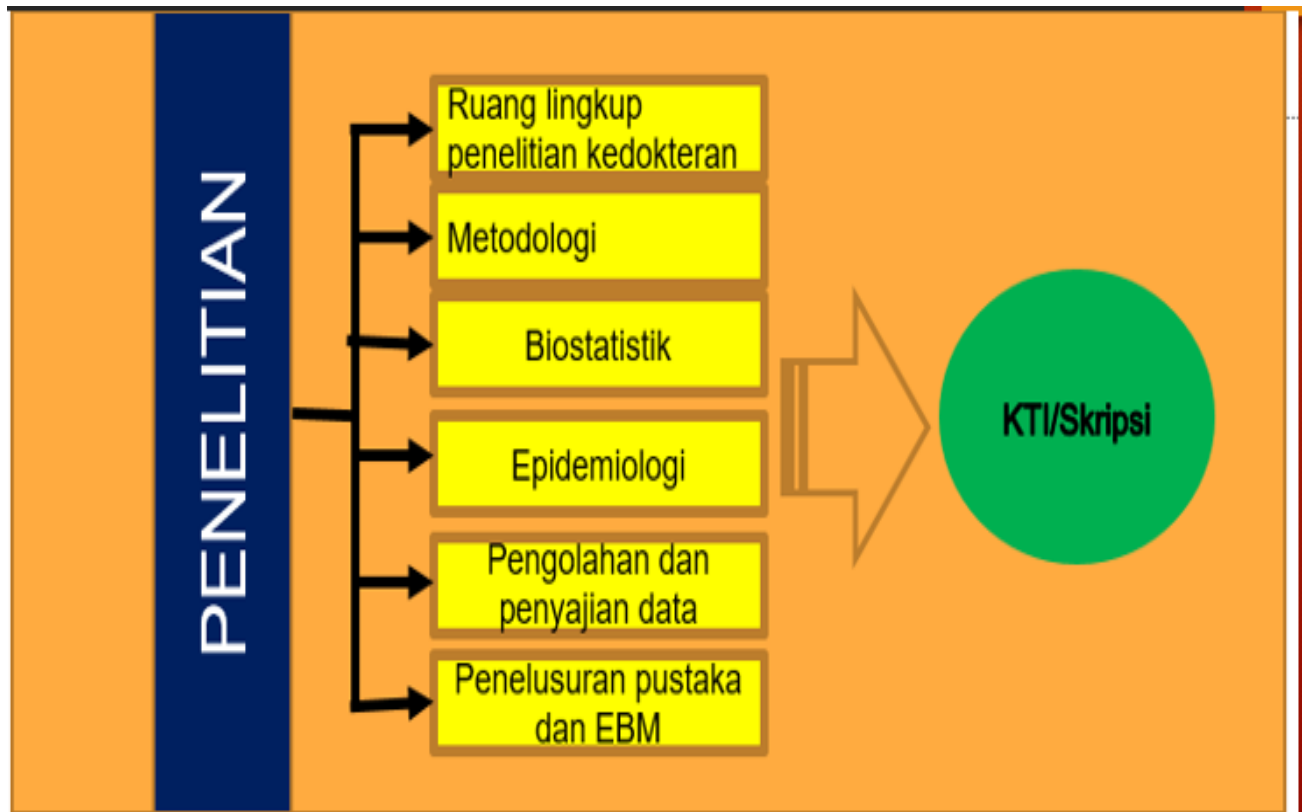 PENELITIAN
Ruang lingkup
penelitian kedokteran
Metodologi
Biostatistik
Epidemiologi
Pengolahan dan
penyajian data
Penelusuran pustaka
dan EBM
KTI/Skripsi